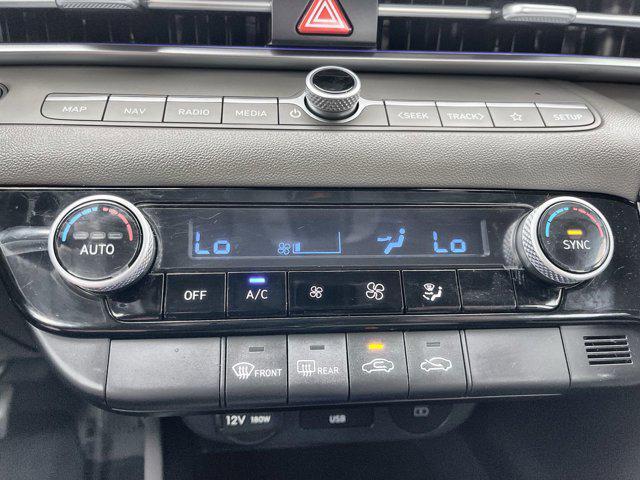 MAP NAV RADIO MEDIA <SEEK TRACK> SETUP
AUTO Lo Lo SYNC
OFF A/C
FRONT REAR
12V 180W USB